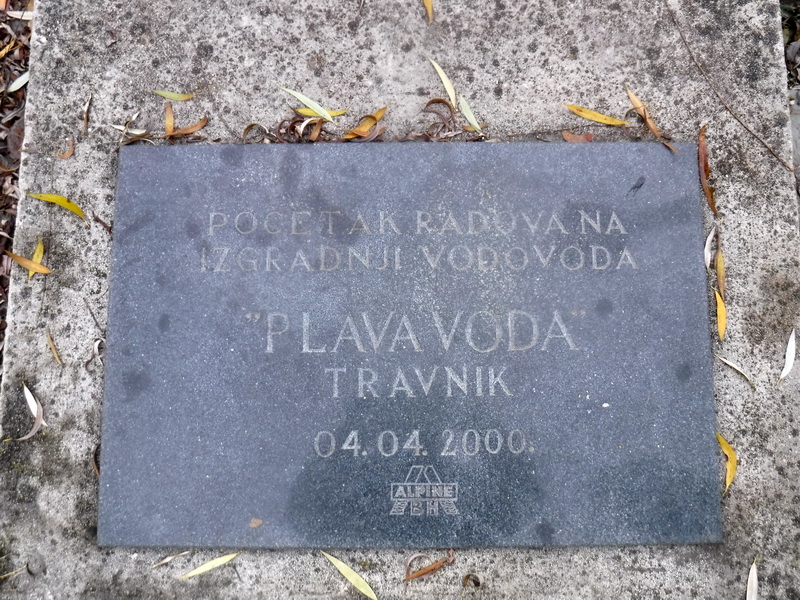 POČETAK RADOVA NA
IZGRADNJI VODOVODA
"PLAVA VODA"
TRAVNIK
04.04.2000.
ALPINE
BH